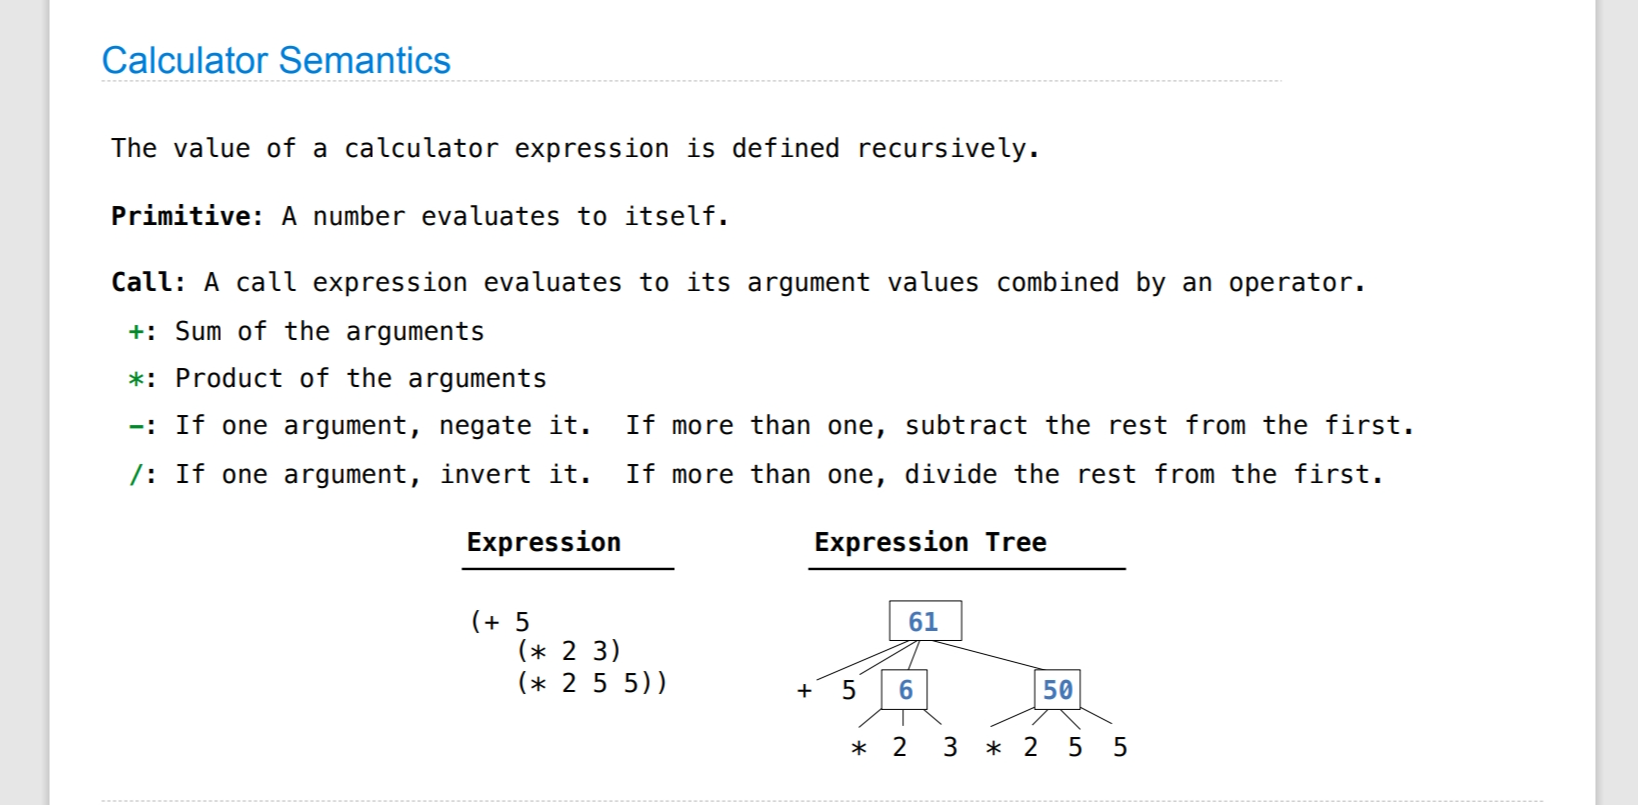 Calculator Semantics
The value of a calculator expression is defined recursively.
Primitive: A number evaluates to itself.
Call: A call expression evaluates to its argument values combined by an operator.
+: Sum of the arguments
*: Product of the arguments
-: If one argument, negate it. If more than one, subtract the rest from the first.
/: If one argument, invert it. If more than one, divide the rest from the first.
Expression
(+ 5
(* 2 3)
(* 2 5 5))
Expression Tree
61
+ 5 6 50
* 2 3 * 2 5 5